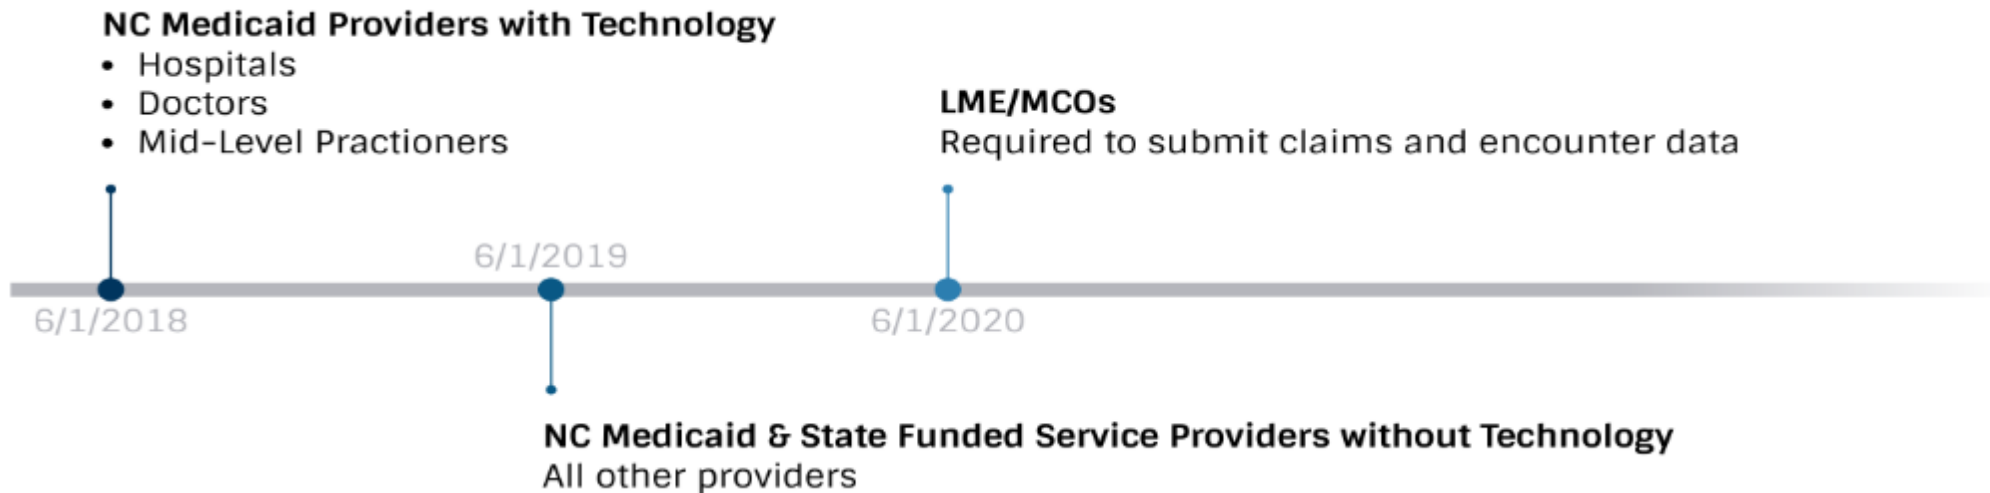 NC Medicaid Providers with Technology
• Hospitals
• Doctors
• Mid-Level Practioners
LME/MCOs
Required to submit claims and encounter data
6/1/2018
6/1/2019
6/1/2020
NC Medicaid & State Funded Service Providers without Technology
All other providers